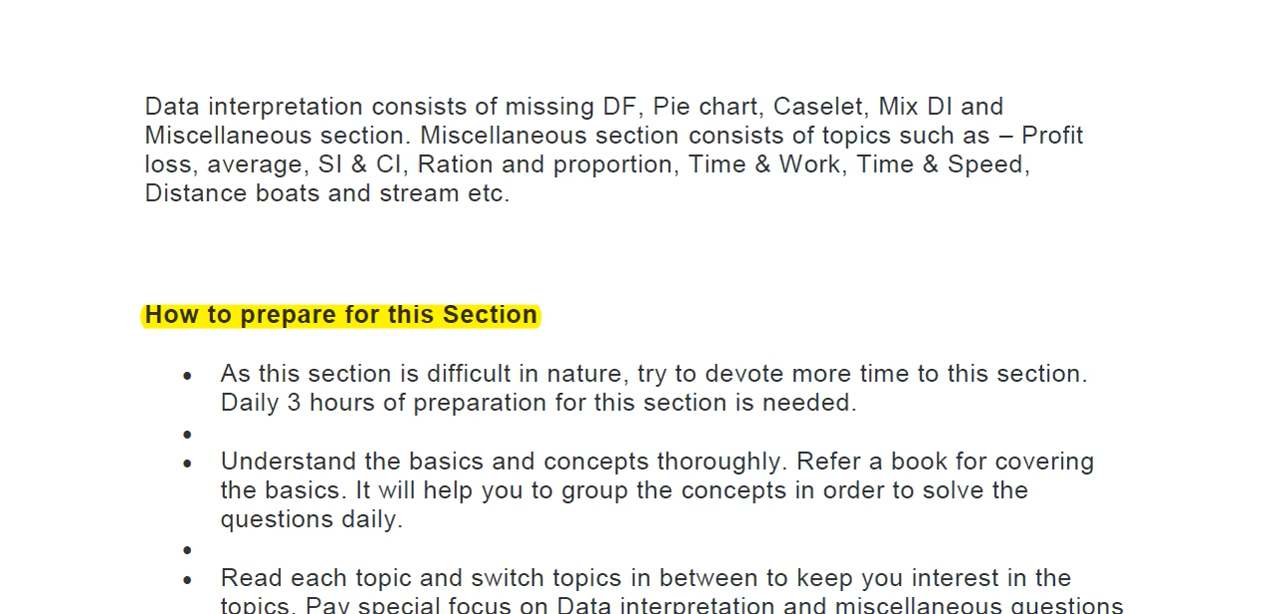 Data interpretation consists of missing DF, Pie chart, Caselet, Mix DI and
Miscellaneous section. Miscellaneous section consists of topics such as – Profit
loss, average, SI & CI, Ration and proportion, Time & Work, Time & Speed,
Distance boats and stream etc.
How to prepare for this Section
• As this section is difficult in nature, try to devote more time to this section.
Daily 3 hours of preparation for this section is needed.
•
• Understand the basics and concepts thoroughly. Refer a book for covering
the basics. It will help you to group the concepts in order to solve the
questions daily.
•
• Read each topic and switch topics in between to keep you interest in the
topics. Pay special focus on Data interpretation and miscellaneous questions